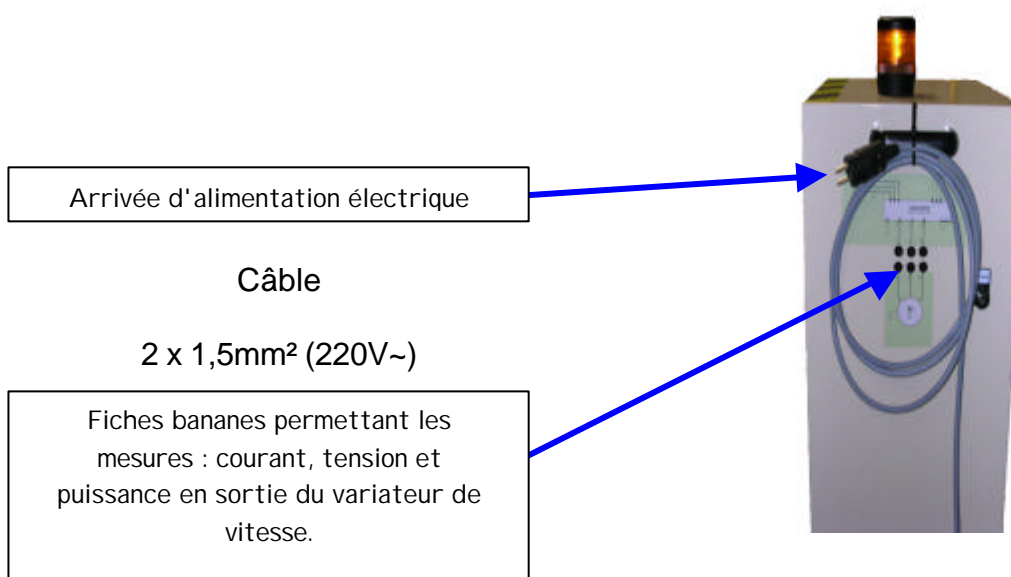 Arrivée d'alimentation électrique
Câble
2 x 1,5mm² (220V~)
Fiches bananes permettant les
mesures : courant, tension et
puissance en sortie du variateur de
vitesse.